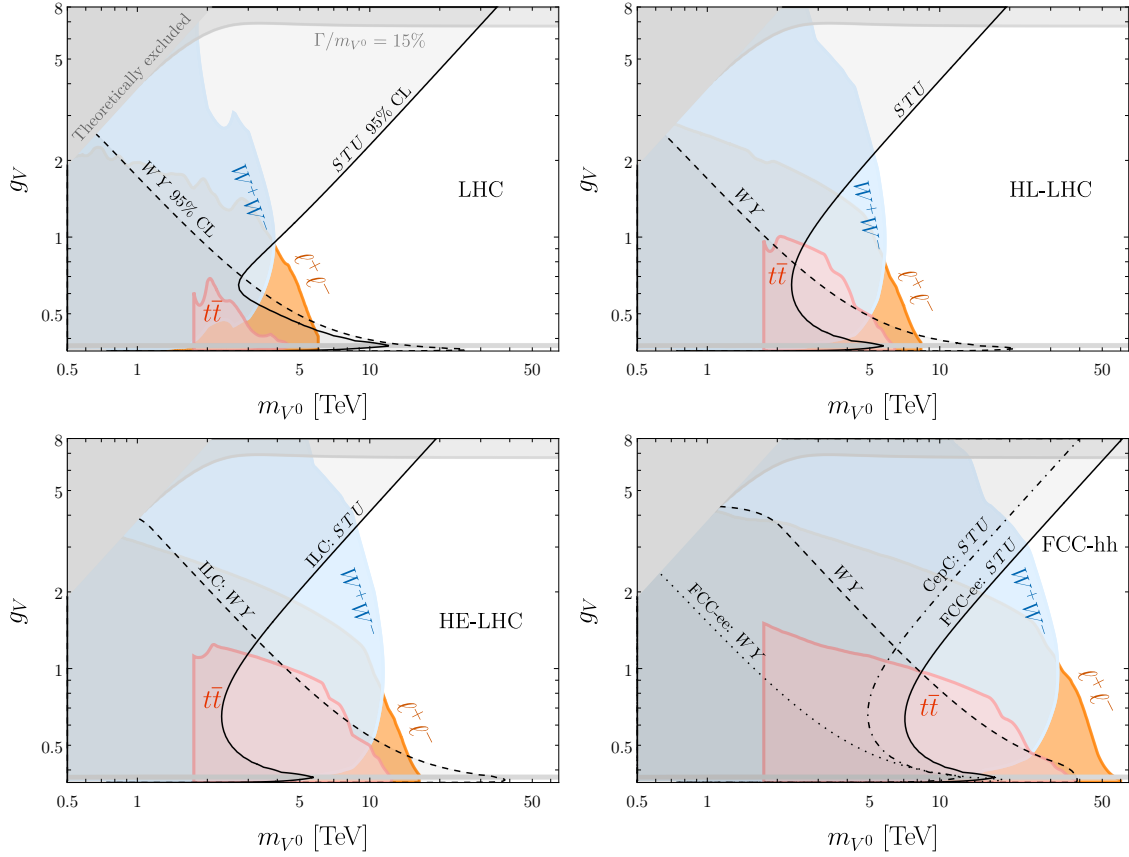 8
5
2
1
0.5
g_V
Theoretically excluded
Γ/m_{V^0} = 15%
WY 95% CL
STU 95% CL
W^+W^-
ℓ^+ℓ^-
tt̄
LHC
0.5 1 5 10 50
m_{V^0} [TeV]
8
5
2
1
0.5
g_V
STU
WY
W^+W^-
ℓ^+ℓ^-
tt̄
HL-LHC
0.5 1 5 10 50
m_{V^0} [TeV]
8
5
2
1
0.5
g_V
ILC: STU
ILC: WY
W^+W^-
ℓ^+ℓ^-
tt̄
HE-LHC
0.5 1 5 10 50
m_{V^0} [TeV]
8
5
2
1
0.5
g_V
CepC: STU
FCC-ee: STU
FCC-hh
WY
FCC-ee: WY
W^+W^-
ℓ^+ℓ^-
tt̄
0.5 1 5 10 50
m_{V^0} [TeV]